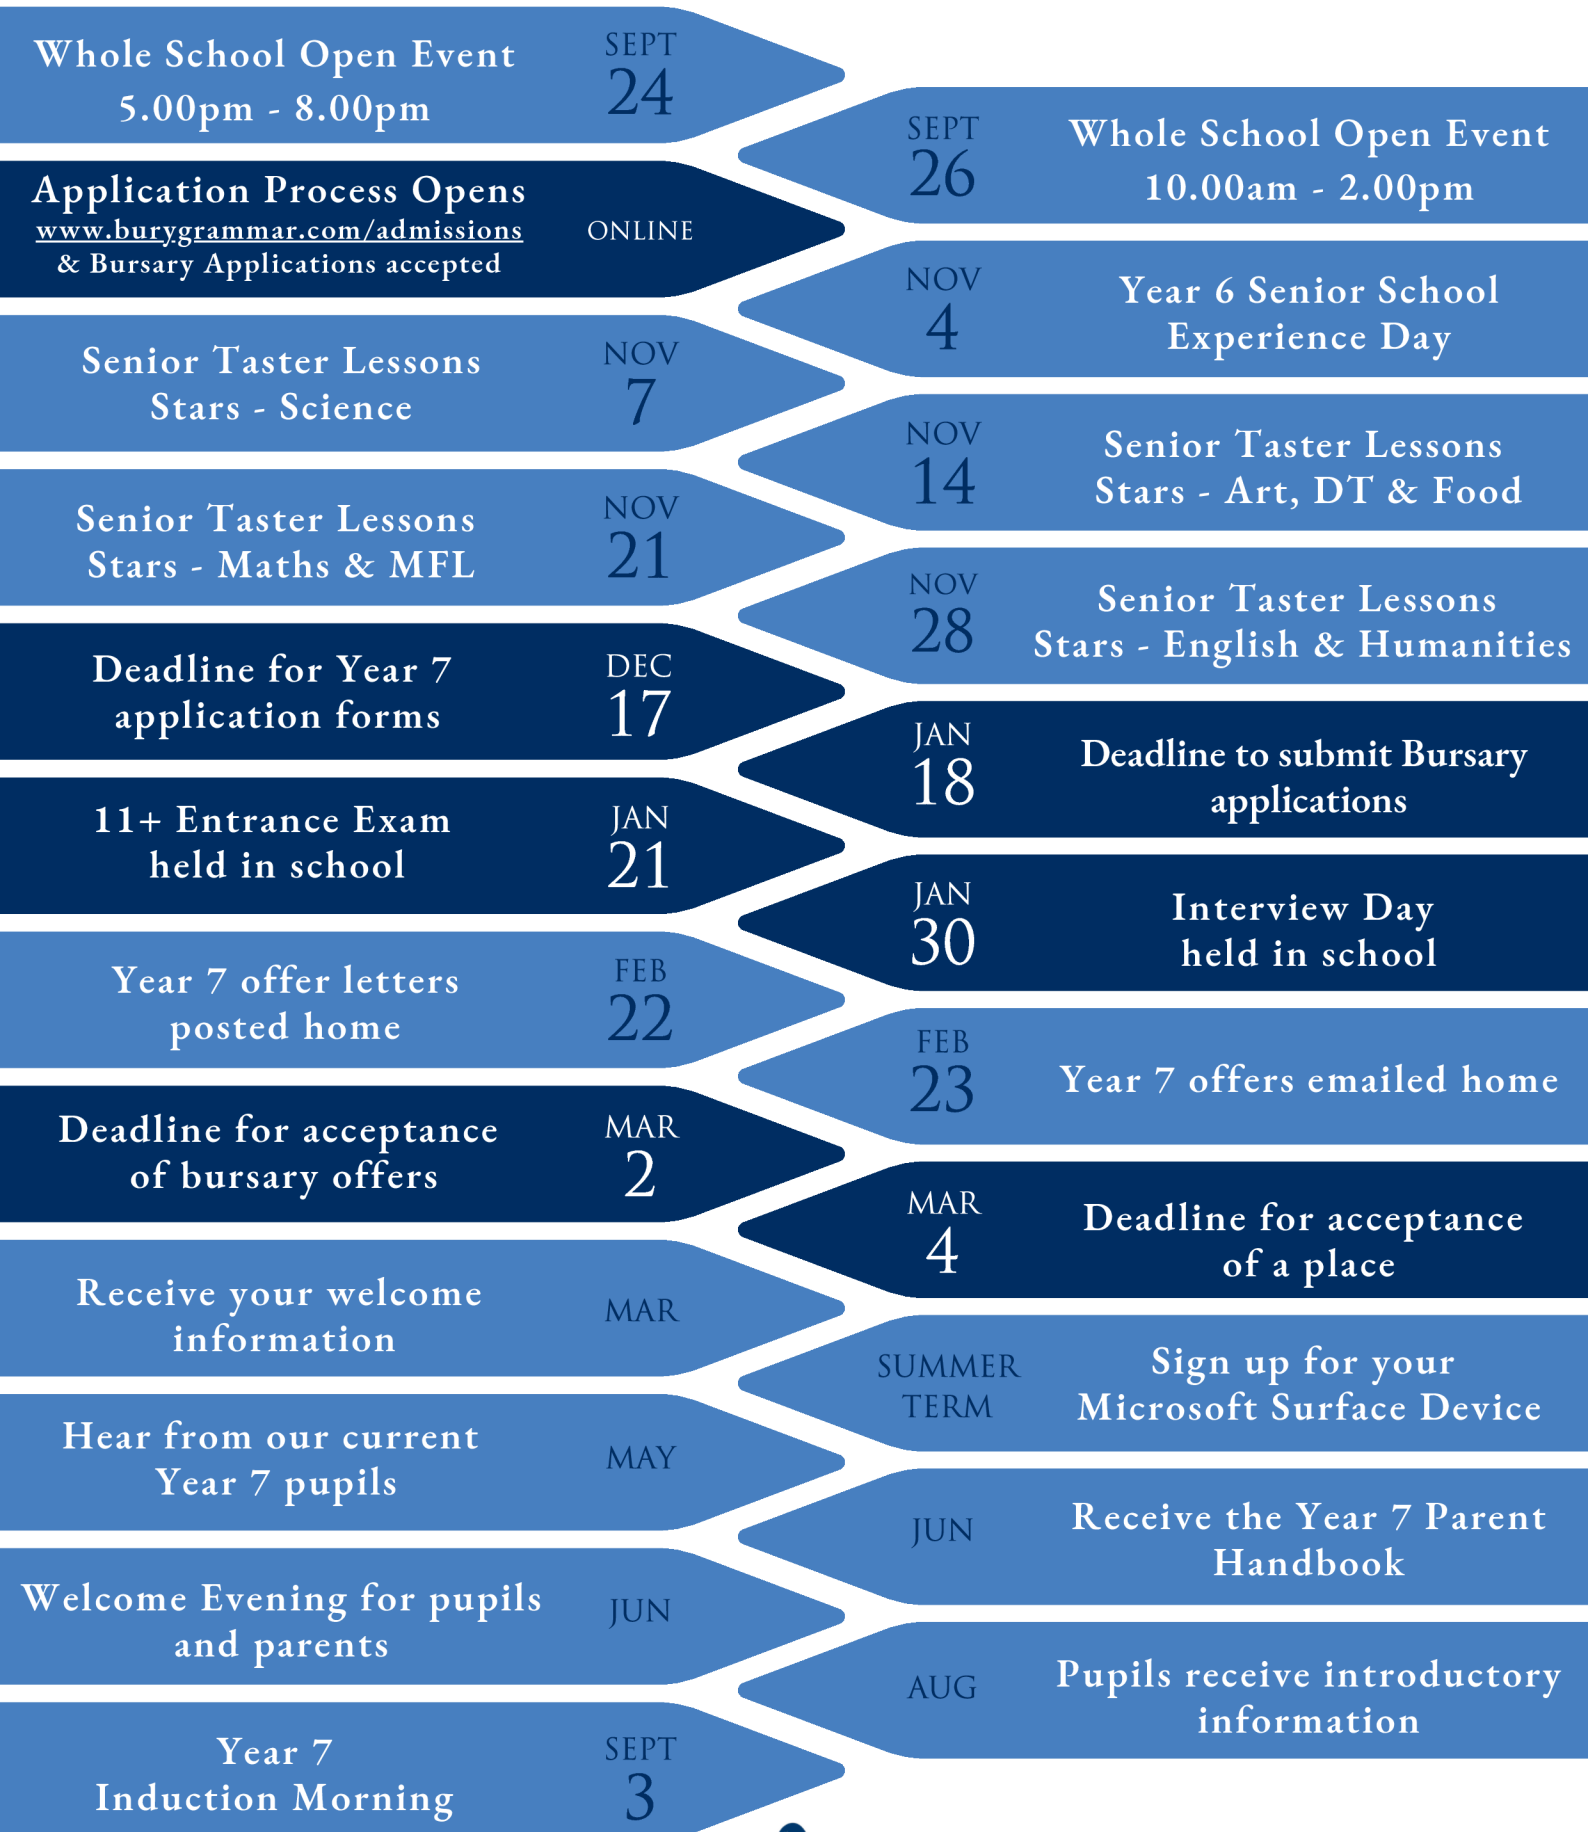 Whole School Open Event
5.00pm - 8.00pm
SEPT
24
SEPT
26
Whole School Open Event
10.00am - 2.00pm
Application Process Opens
www.burygrammar.com/admissions
& Bursary Applications accepted
ONLINE
NOV
4
Year 6 Senior School
Experience Day
Senior Taster Lessons
Stars - Science
NOV
7
NOV
14
Senior Taster Lessons
Stars - Art, DT & Food
Senior Taster Lessons
Stars - Maths & MFL
NOV
21
NOV
28
Senior Taster Lessons
Stars - English & Humanities
Deadline for Year 7
application forms
DEC
17
JAN
18
Deadline to submit Bursary
applications
11+ Entrance Exam
held in school
JAN
21
JAN
30
Interview Day
held in school
Year 7 offer letters
posted home
FEB
22
FEB
23
Year 7 offers emailed home
Deadline for acceptance
of bursary offers
MAR
2
MAR
4
Deadline for acceptance
of a place
Receive your welcome
information
MAR
SUMMER
TERM
Sign up for your
Microsoft Surface Device
Hear from our current
Year 7 pupils
MAY
JUN
Receive the Year 7 Parent
Handbook
Welcome Evening for pupils
and parents
JUN
AUG
Pupils receive introductory
information
Year 7
Induction Morning
SEPT
3